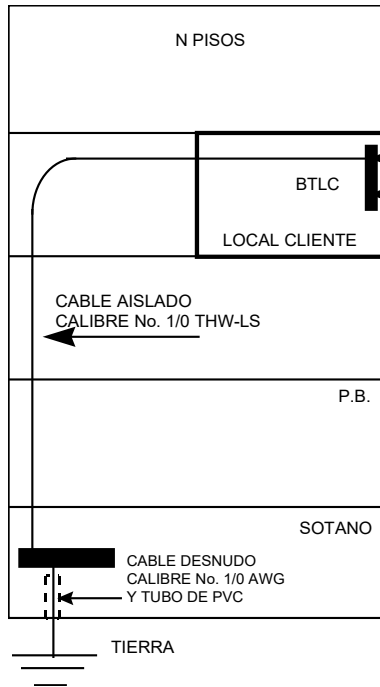 N PISOS
BTLC
LOCAL CLIENTE
CABLE AISLADO
CALIBRE No. 1/0 THW-LS
P.B.
SOTANO
CABLE DESNUDO
CALIBRE No. 1/0 AWG
Y TUBO DE PVC
TIERRA